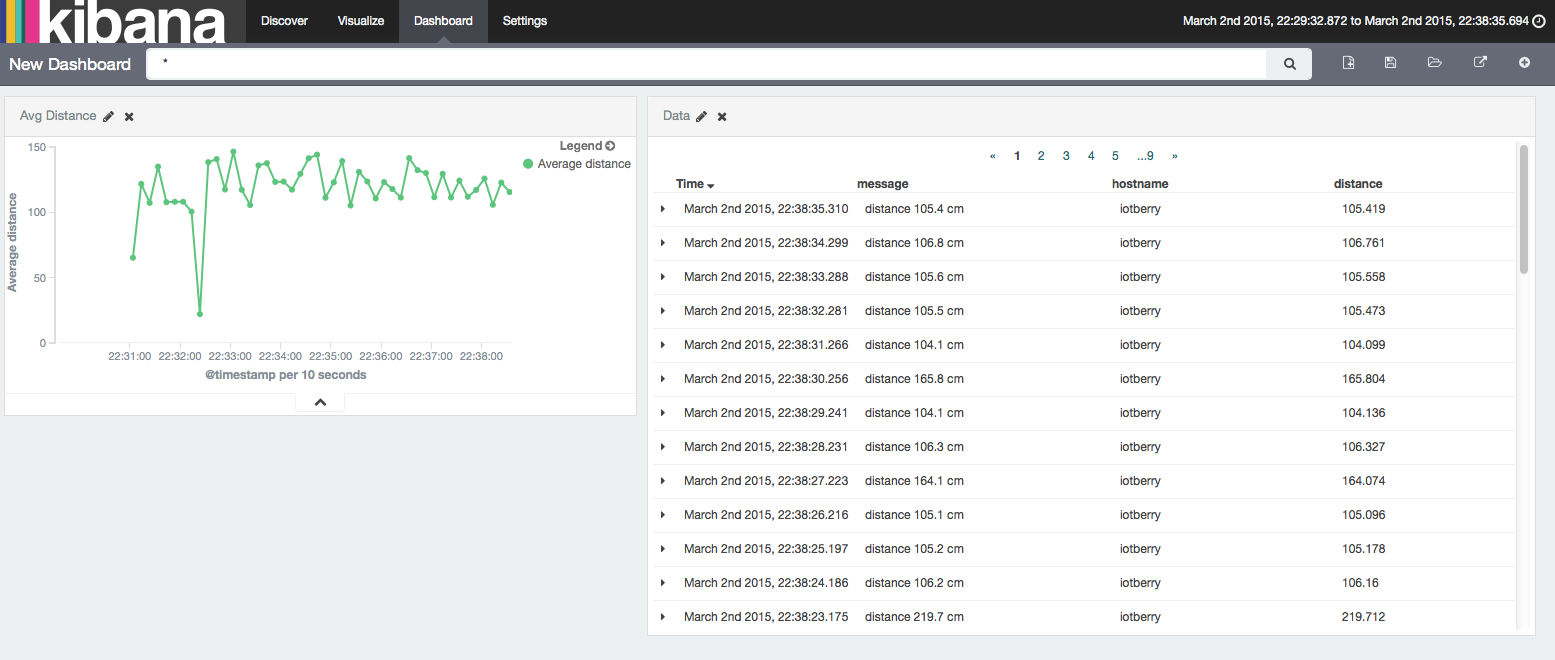 kibana
Discover Visualize Dashboard Settings
March 2nd 2015, 22:29:32.872 to March 2nd 2015, 22:38:35.694
New Dashboard *
Avg Distance
Legend
Average distance
150
100
50
0
Average distance
22:31:00 22:32:00 22:33:00 22:34:00 22:35:00 22:36:00 22:37:00 22:38:00
@timestamp per 10 seconds
Data
« 1 2 3 4 5 ...9 »
Time message hostname distance
March 2nd 2015, 22:38:35.310 distance 105.4 cm iotberry 105.419
March 2nd 2015, 22:38:34.299 distance 106.8 cm iotberry 106.761
March 2nd 2015, 22:38:33.288 distance 105.6 cm iotberry 105.558
March 2nd 2015, 22:38:32.281 distance 105.5 cm iotberry 105.473
March 2nd 2015, 22:38:31.266 distance 104.1 cm iotberry 104.099
March 2nd 2015, 22:38:30.256 distance 165.8 cm iotberry 165.804
March 2nd 2015, 22:38:29.241 distance 104.1 cm iotberry 104.136
March 2nd 2015, 22:38:28.231 distance 106.3 cm iotberry 106.327
March 2nd 2015, 22:38:27.223 distance 164.1 cm iotberry 164.074
March 2nd 2015, 22:38:26.216 distance 105.1 cm iotberry 105.096
March 2nd 2015, 22:38:25.197 distance 105.2 cm iotberry 105.178
March 2nd 2015, 22:38:24.186 distance 106.2 cm iotberry 106.16
March 2nd 2015, 22:38:23.175 distance 219.7 cm iotberry 219.712